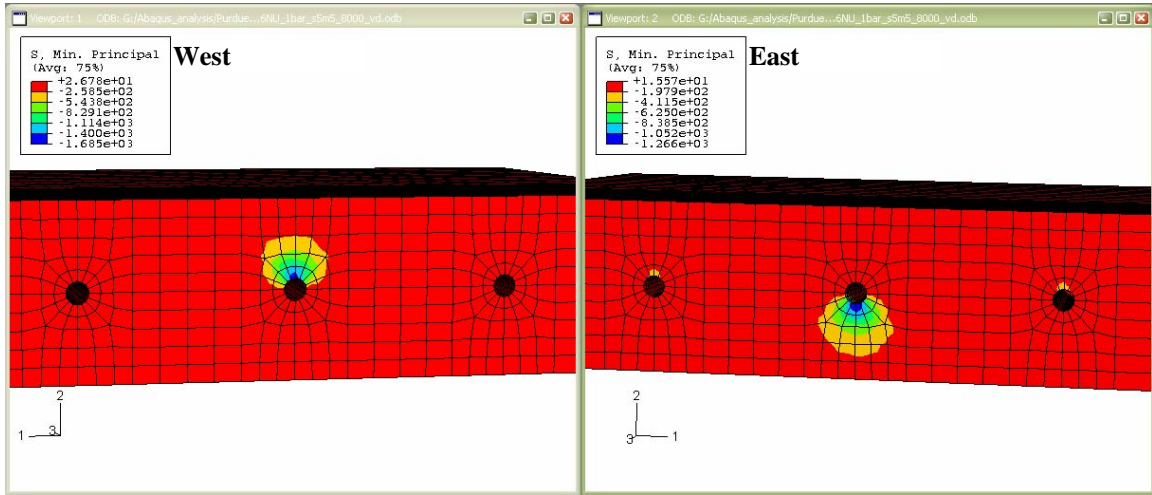 Viewport: 1 ODB: G:/Abaqus_analysis/Purdue...6NU_1bar_s5m5_8000_vd.odb
S, Min. Principal
(Avg: 75%)
+2.678e+01
-2.585e+02
-5.438e+02
-8.291e+02
-1.114e+03
-1.400e+03
-1.685e+03
West
2
1
3
Viewport: 2 ODB: G:/Abaqus_analysis/Purdue...6NU_1bar_s5m5_8000_vd.odb
S, Min. Principal
(Avg: 75%)
+1.557e+01
-1.979e+02
-4.115e+02
-6.250e+02
-8.385e+02
-1.052e+03
-1.266e+03
East
2
3
1